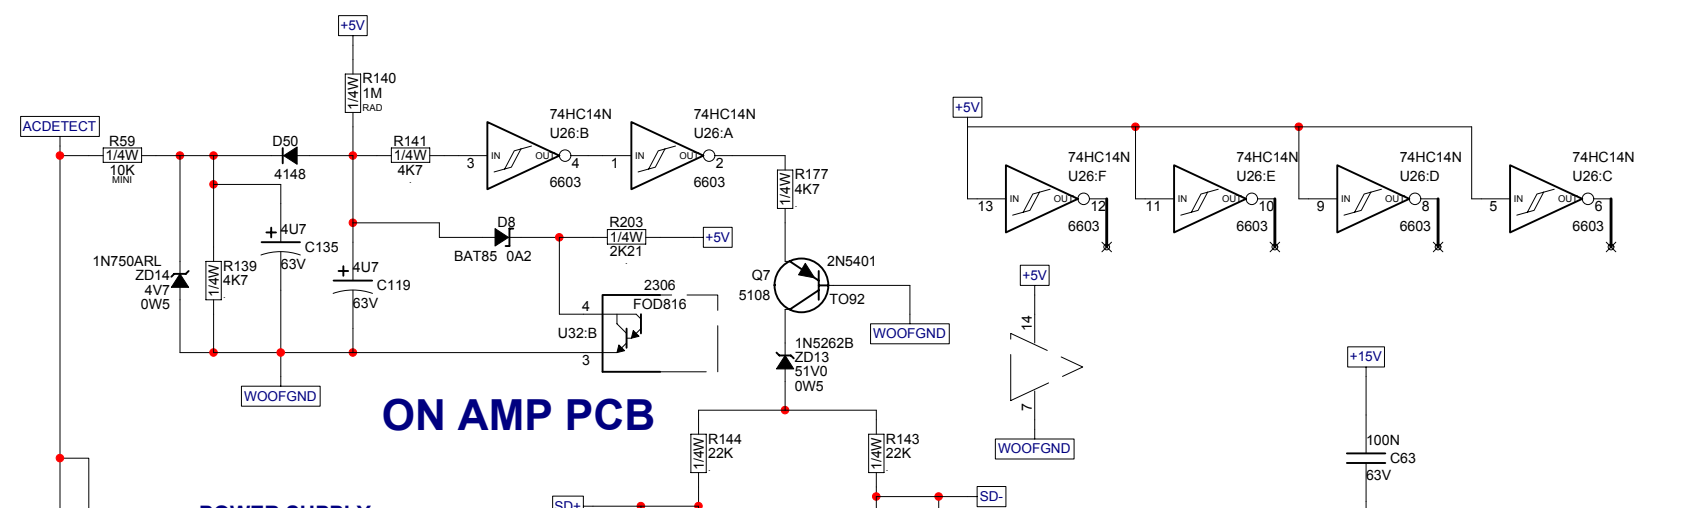 +5V
R140
1/4W
1M
RAD
ACDETECT
R59
1/4W
10K
MINI
D50
4148
R141
1/4W
4K7
74HC14N
U26:B
IN
OUT
3
4
6603
74HC14N
U26:A
IN
OUT
1
2
6603
R177
1/4W
4K7
+5V
74HC14N
U26:F
IN
OUT
13
12
6603
74HC14N
U26:E
IN
OUT
11
10
6603
74HC14N
U26:D
IN
OUT
9
8
6603
74HC14N
U26:C
IN
OUT
5
6
6603
1N750ARL
ZD14
4V7
0W5
R139
1/4W
4K7
+
4U7
C135
63V
+
4U7
C119
63V
D8
BAT85 0A2
R203
1/4W
2K21
+5V
2306
FOD816
4
U32:B
3
Q7
5108
2N5401
TO92
WOOFGND
1N5262B
ZD13
51V0
0W5
+5V
14
7
WOOFGND
+15V
100N
C63
63V
WOOFGND
ON AMP PCB
R144
1/4W
22K
R143
1/4W
22K
SD+
SD-
POWER SUPPLY